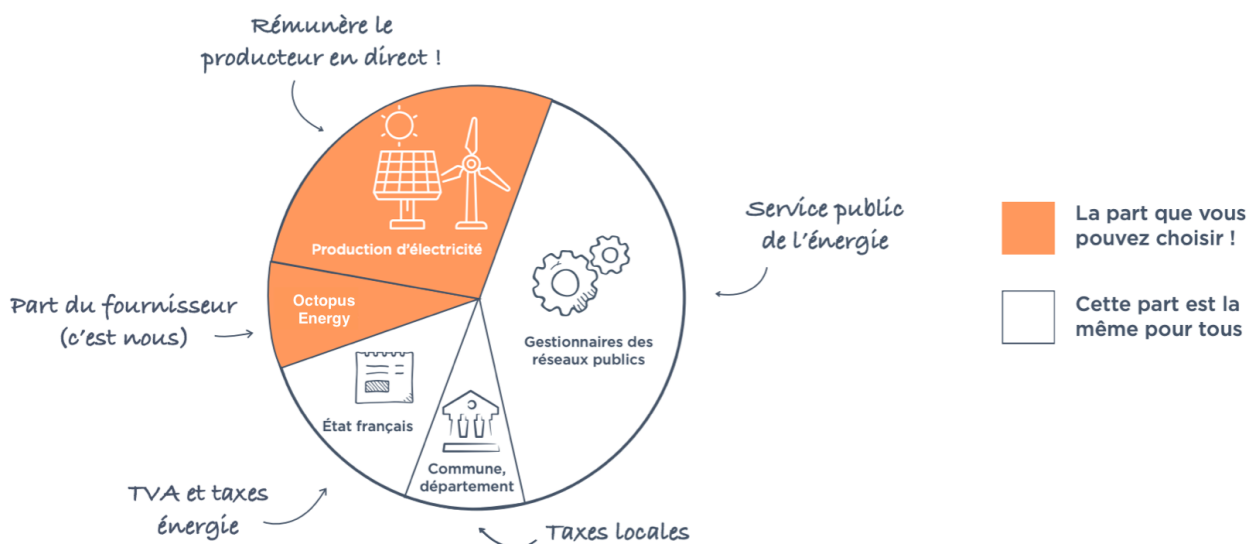 Rémunère le
producteur en direct !
Production d'électricité
Service public
de l'énergie
La part que vous
pouvez choisir !
Part du fournisseur
(c'est nous)
Octopus
Energy
Gestionnaires des
réseaux publics
Cette part est la
même pour tous
État français
Commune,
département
TVA et taxes
énergie
Taxes locales